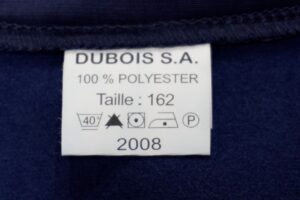 DUBOIS S.A.
100 % POLYESTER
Taille : 162
40° P
2008